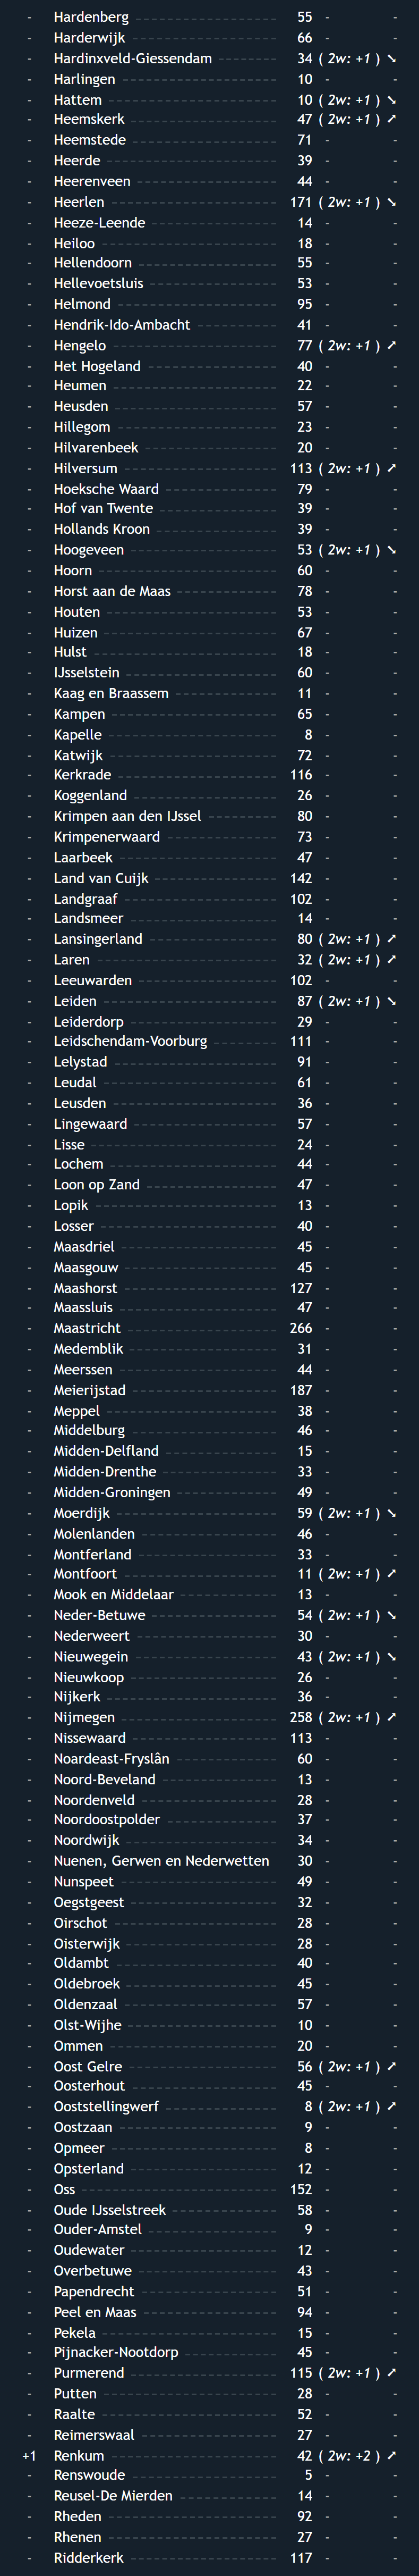 - Hardenberg 55 - -
- Harderwijk 66 - -
- Hardinxveld-Giessendam 34 ( 2w: +1 ) ➘
- Harlingen 10 - -
- Hattem 10 ( 2w: +1 ) ➘
- Heemskerk 47 ( 2w: +1 ) ➚
- Heemstede 71 - -
- Heerde 39 - -
- Heerenveen 44 - -
- Heerlen 171 ( 2w: +1 ) ➘
- Heeze-Leende 14 - -
- Heiloo 18 - -
- Hellendoorn 55 - -
- Hellevoetsluis 53 - -
- Helmond 95 - -
- Hendrik-Ido-Ambacht 41 - -
- Hengelo 77 ( 2w: +1 ) ➚
- Het Hogeland 40 - -
- Heumen 22 - -
- Heusden 57 - -
- Hillegom 23 - -
- Hilvarenbeek 20 - -
- Hilversum 113 ( 2w: +1 ) ➚
- Hoeksche Waard 79 - -
- Hof van Twente 39 - -
- Hollands Kroon 39 - -
- Hoogeveen 53 ( 2w: +1 ) ➘
- Hoorn 60 - -
- Horst aan de Maas 78 - -
- Houten 53 - -
- Huizen 67 - -
- Hulst 18 - -
- IJsselstein 60 - -
- Kaag en Braassem 11 - -
- Kampen 65 - -
- Kapelle 8 - -
- Katwijk 72 - -
- Kerkrade 116 - -
- Koggenland 26 - -
- Krimpen aan den IJssel 80 - -
- Krimpenerwaard 73 - -
- Laarbeek 47 - -
- Land van Cuijk 142 - -
- Landgraaf 102 - -
- Landsmeer 14 - -
- Lansingerland 80 ( 2w: +1 ) ➚
- Laren 32 ( 2w: +1 ) ➚
- Leeuwarden 102 - -
- Leiden 87 ( 2w: +1 ) ➘
- Leiderdorp 29 - -
- Leidschendam-Voorburg 111 - -
- Lelystad 91 - -
- Leudal 61 - -
- Leusden 36 - -
- Lingewaard 57 - -
- Lisse 24 - -
- Lochem 44 - -
- Loon op Zand 47 - -
- Lopik 13 - -
- Losser 40 - -
- Maasdriel 45 - -
- Maasgouw 45 - -
- Maashorst 127 - -
- Maassluis 47 - -
- Maastricht 266 - -
- Medemblik 31 - -
- Meerssen 44 - -
- Meierijstad 187 - -
- Meppel 38 - -
- Middelburg 46 - -
- Midden-Delfland 15 - -
- Midden-Drenthe 33 - -
- Midden-Groningen 49 - -
- Moerdijk 59 ( 2w: +1 ) ➘
- Molenlanden 46 - -
- Montferland 33 - -
- Montfoort 11 ( 2w: +1 ) ➚
- Mook en Middelaar 13 - -
- Neder-Betuwe 54 ( 2w: +1 ) ➘
- Nederweert 30 - -
- Nieuwegein 43 ( 2w: +1 ) ➘
- Nieuwkoop 26 - -
- Nijkerk 36 - -
- Nijmegen 258 ( 2w: +1 ) ➚
- Nissewaard 113 - -
- Noardeast-Fryslân 60 - -
- Noord-Beveland 13 - -
- Noordenveld 28 - -
- Noordoostpolder 37 - -
- Noordwijk 34 - -
- Nuenen, Gerwen en Nederwetten 30 - -
- Nunspeet 49 - -
- Oegstgeest 32 - -
- Oirschot 28 - -
- Oisterwijk 28 - -
- Oldambt 40 - -
- Oldebroek 45 - -
- Oldenzaal 57 - -
- Olst-Wijhe 10 - -
- Ommen 20 - -
- Oost Gelre 56 ( 2w: +1 ) ➚
- Oosterhout 45 - -
- Ooststellingwerf 8 ( 2w: +1 ) ➚
- Oostzaan 9 - -
- Opmeer 8 - -
- Opsterland 12 - -
- Oss 152 - -
- Oude IJsselstreek 58 - -
- Ouder-Amstel 9 - -
- Oudewater 12 - -
- Overbetuwe 43 - -
- Papendrecht 51 - -
- Peel en Maas 94 - -
- Pekela 15 - -
- Pijnacker-Nootdorp 45 - -
- Purmerend 115 ( 2w: +1 ) ➚
- Putten 28 - -
- Raalte 52 - -
- Reimerswaal 27 - -
+1 Renkum 42 ( 2w: +2 ) ➚
- Renswoude 5 - -
- Reusel-De Mierden 14 - -
- Rheden 92 - -
- Rhenen 27 - -
- Ridderkerk 117 - -